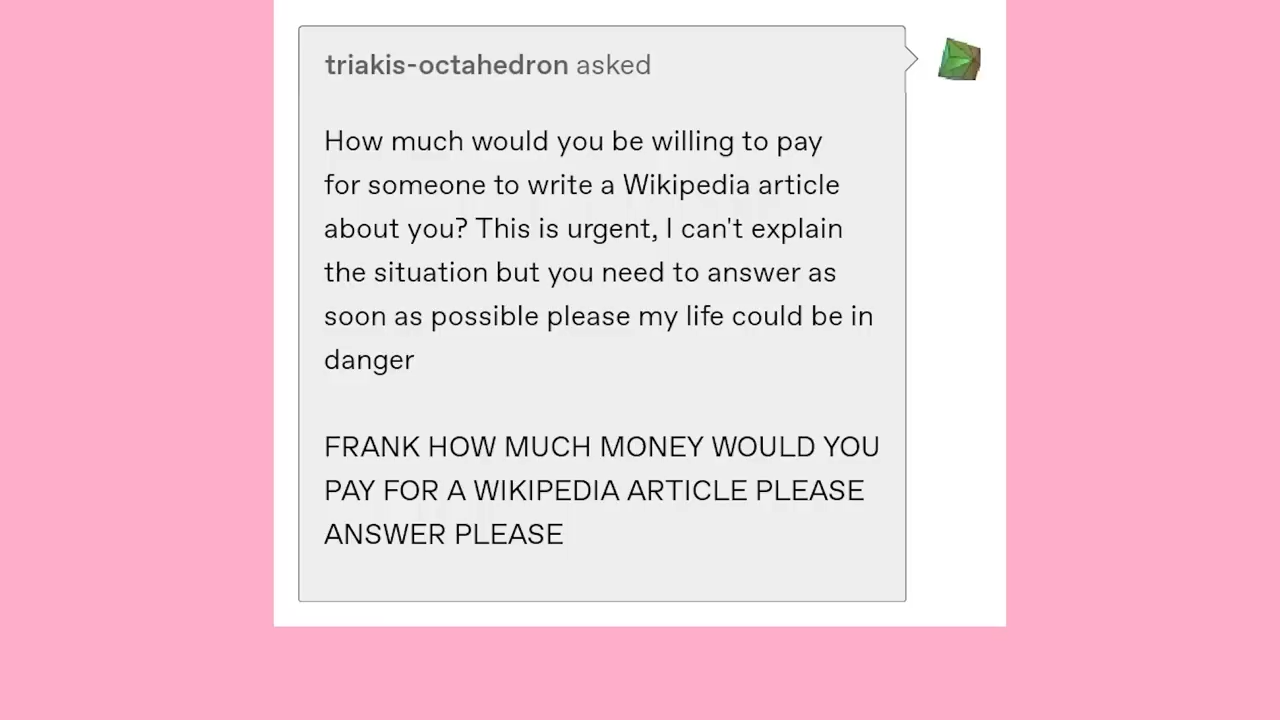 triakis-octahedron asked
How much would you be willing to pay
for someone to write a Wikipedia article
about you? This is urgent, I can't explain
the situation but you need to answer as
soon as possible please my life could be in
danger
FRANK HOW MUCH MONEY WOULD YOU
PAY FOR A WIKIPEDIA ARTICLE PLEASE
ANSWER PLEASE